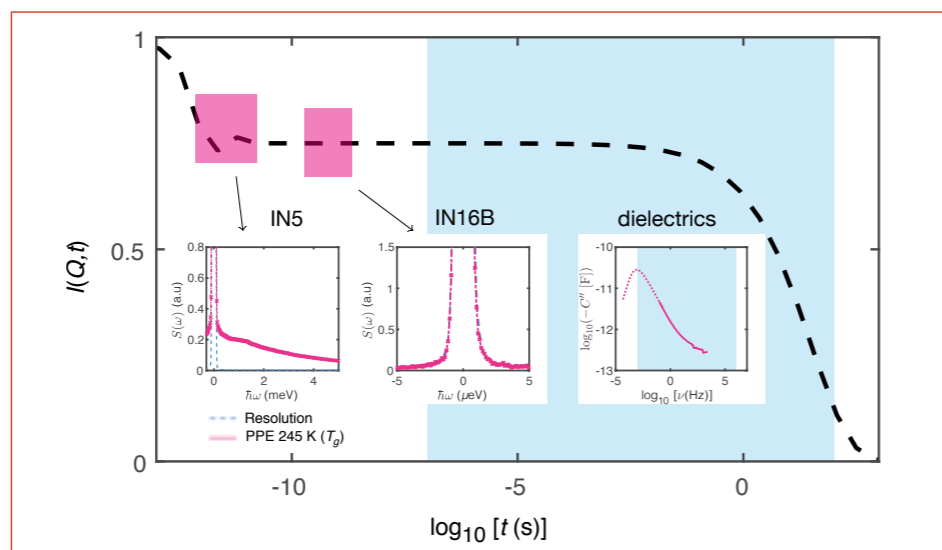 1
0.5
0
I(Q,t)
-10
-5
0
log10 [t (s)]
IN5
IN16B
dielectrics
0.8
0.6
0.4
0.2
0
S(ω) (a.u)
0
2
4
ħω (meV)
Resolution
PPE 245 K (Tg)
1.5
1
0.5
0
S(ω) (a.u)
-5
0
5
ħω (μeV)
-10
-11
-12
-13
log10(−C″ [F])
-5
0
5
10
log10 [ν(Hz)]